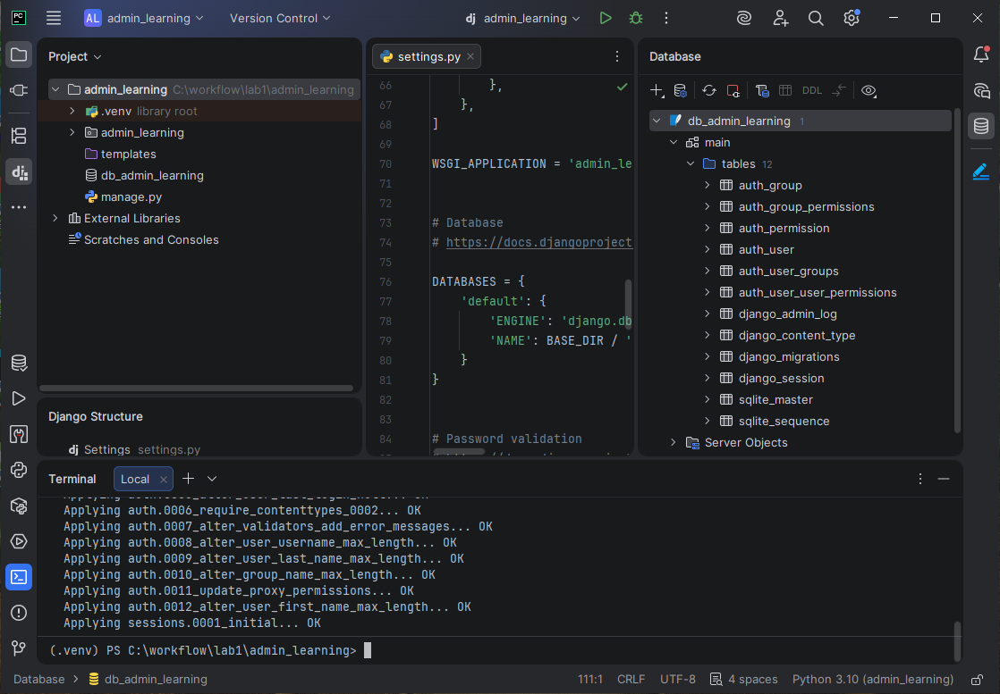 PC AL admin_learning Version Control dj admin_learning
Project
admin_learning C:\workflow\lab1\admin_learning
.venv library root
admin_learning
templates
db_admin_learning
manage.py
External Libraries
Scratches and Consoles
Django Structure
dj Settings settings.py
settings.py
66 },
67 },
68 ]
69
70 WSGI_APPLICATION = 'admin_le
71
72
73 # Database
74 # https://docs.djangoproject
75
76 DATABASES = {
77 'default': {
78 'ENGINE': 'django.db
79 'NAME': BASE_DIR / '
80 }
81 }
82
83
84 # Password validation
Database
DDL
db_admin_learning 1
main
tables 12
auth_group
auth_group_permissions
auth_permission
auth_user
auth_user_groups
auth_user_user_permissions
django_admin_log
django_content_type
django_migrations
django_session
sqlite_master
sqlite_sequence
Server Objects
Terminal Local
Applying auth.0006_require_contenttypes_0002... OK
Applying auth.0007_alter_validators_add_error_messages... OK
Applying auth.0008_alter_user_username_max_length... OK
Applying auth.0009_alter_user_last_name_max_length... OK
Applying auth.0010_alter_group_name_max_length... OK
Applying auth.0011_update_proxy_permissions... OK
Applying auth.0012_alter_user_first_name_max_length... OK
Applying sessions.0001_initial... OK
(.venv) PS C:\workflow\lab1\admin_learning>
Database > db_admin_learning 111:1 CRLF UTF-8 4 spaces Python 3.10 (admin_learning)